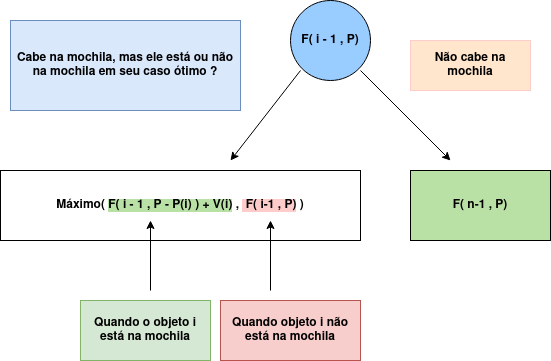 F( i - 1 , P)
Cabe na mochila, mas ele está ou não
na mochila em seu caso ótimo ?
Não cabe na
mochila
Máximo( F( i - 1 , P - P(i) ) + V(i) , F( i-1 , P) )
F( n-1 , P)
Quando o objeto i
está na mochila
Quando objeto i não
está na mochila